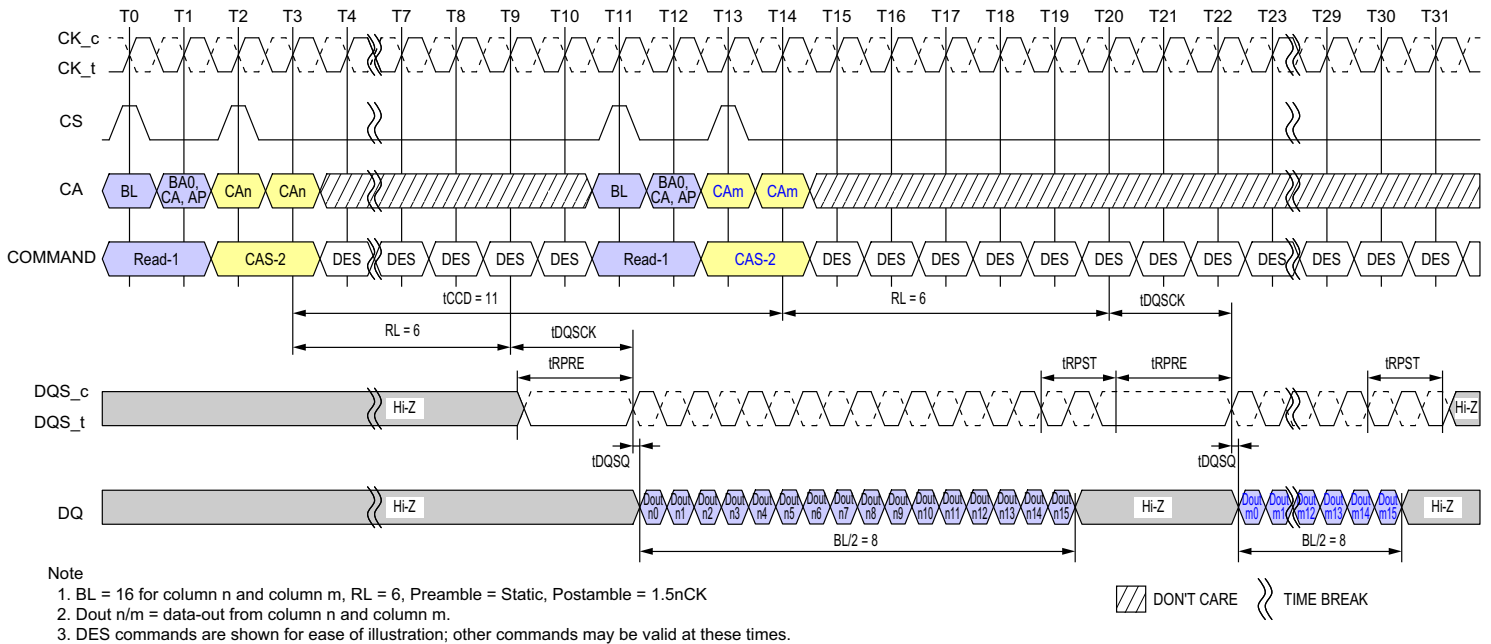 T0 T1 T2 T3 T4 T7 T8 T9 T10 T11 T12 T13 T14 T15 T16 T17 T18 T19 T20 T21 T22 T23 T29 T30 T31
CK_c
CK_t
CS
CA BL BA0, CA, AP CAn CAn BL BA0, CA, AP CAm CAm
COMMAND Read-1 CAS-2 DES DES DES DES DES Read-1 CAS-2 DES DES DES DES DES DES DES DES DES DES DES DES
tCCD = 11 RL = 6 tDQSCK
RL = 6 tDQSCK
tRPRE tRPST tRPRE tRPST
DQS_c
DQS_t
Hi-Z Hi-Z
tDQSQ tDQSQ
DQ Hi-Z Dout n0 Dout n1 Dout n2 Dout n3 Dout n4 Dout n5 Dout n6 Dout n7 Dout n8 Dout n9 Dout n10 Dout n11 Dout n12 Dout n13 Dout n14 Dout n15 Hi-Z Dout m0 Dout m1 Dout m12 Dout m13 Dout m14 Dout m15 Hi-Z
BL/2 = 8 BL/2 = 8
Note
1. BL = 16 for column n and column m, RL = 6, Preamble = Static, Postamble = 1.5nCK
2. Dout n/m = data-out from column n and column m.
3. DES commands are shown for ease of illustration; other commands may be valid at these times.
DON'T CARE TIME BREAK